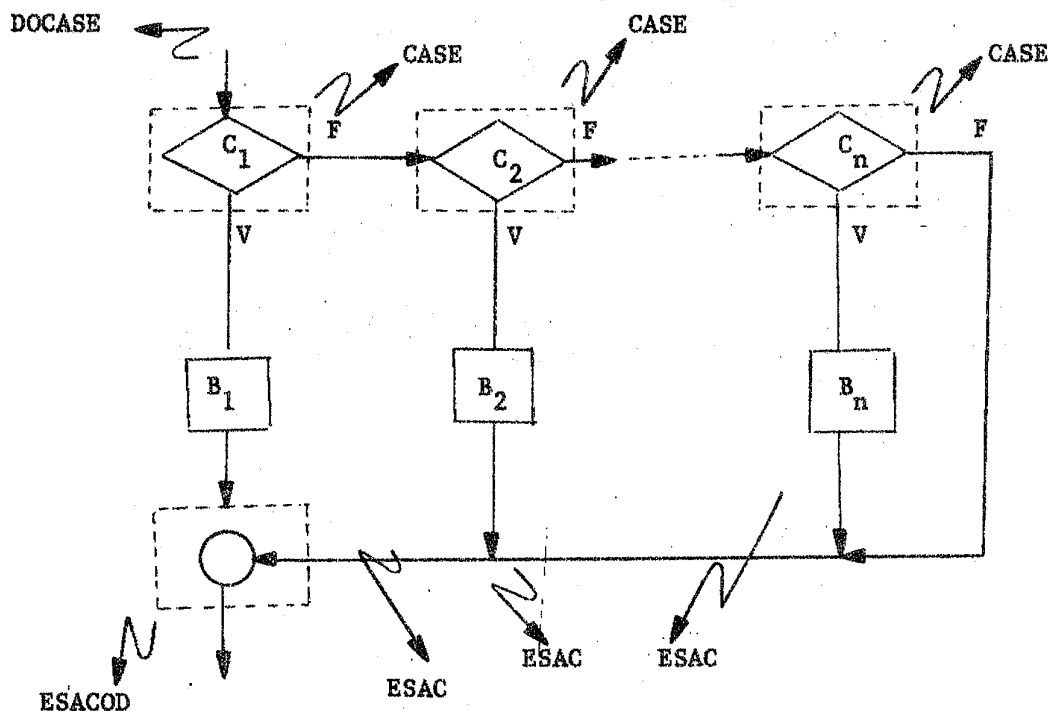 DOCASE
CASE
CASE
CASE
C1
F
C2
F
Cn
F
V
V
V
B1
B2
Bn
ESACOD
ESAC
ESAC
ESAC